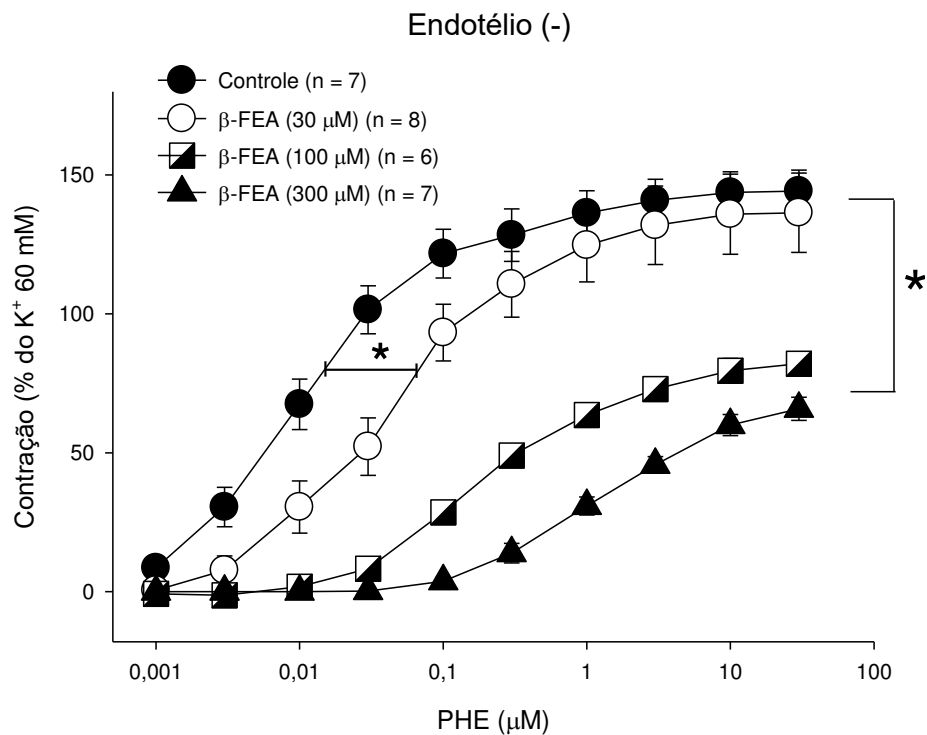 Endotélio (-)
Controle (n = 7)
β-FEA (30 μM) (n = 8)
β-FEA (100 μM) (n = 6)
β-FEA (300 μM) (n = 7)
Contração (% do K⁺ 60 mM)
150
100
50
0
*
*
0,001 0,01 0,1 1 10 100
PHE (μM)